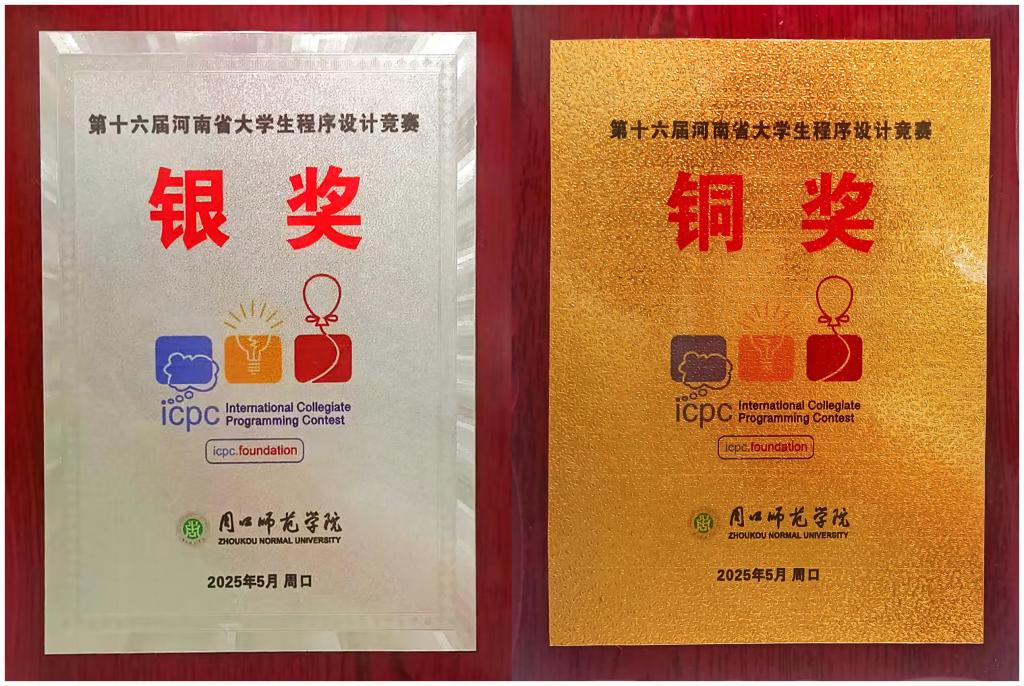 第十六届河南省大学生程序设计竞赛
银奖
icpc International Collegiate Programming Contest
icpc.foundation
周口师范学院
ZHOUKOU NORMAL UNIVERSITY
2025年5月 周口
第十六届河南省大学生程序设计竞赛
铜奖
icpc International Collegiate Programming Contest
icpc.foundation
周口师范学院
ZHOUKOU NORMAL UNIVERSITY
2025年5月 周口